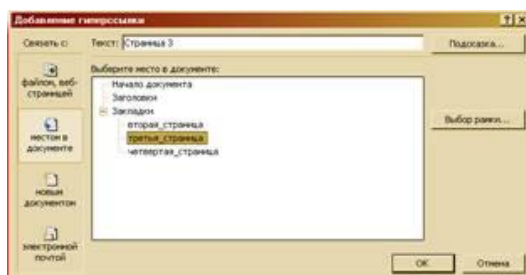 Добавление гиперссылки
Связать с:
Текст: Страница 3
Подсказка...
Выберите место в документе:
файлом, веб-
страницей
местом в
документе
новым
документом
электронной
почтой
Начало документа
Заголовки
Закладки
вторая_страница
третья_страница
четвертая_страница
Выбор рамки...
OK
Отмена